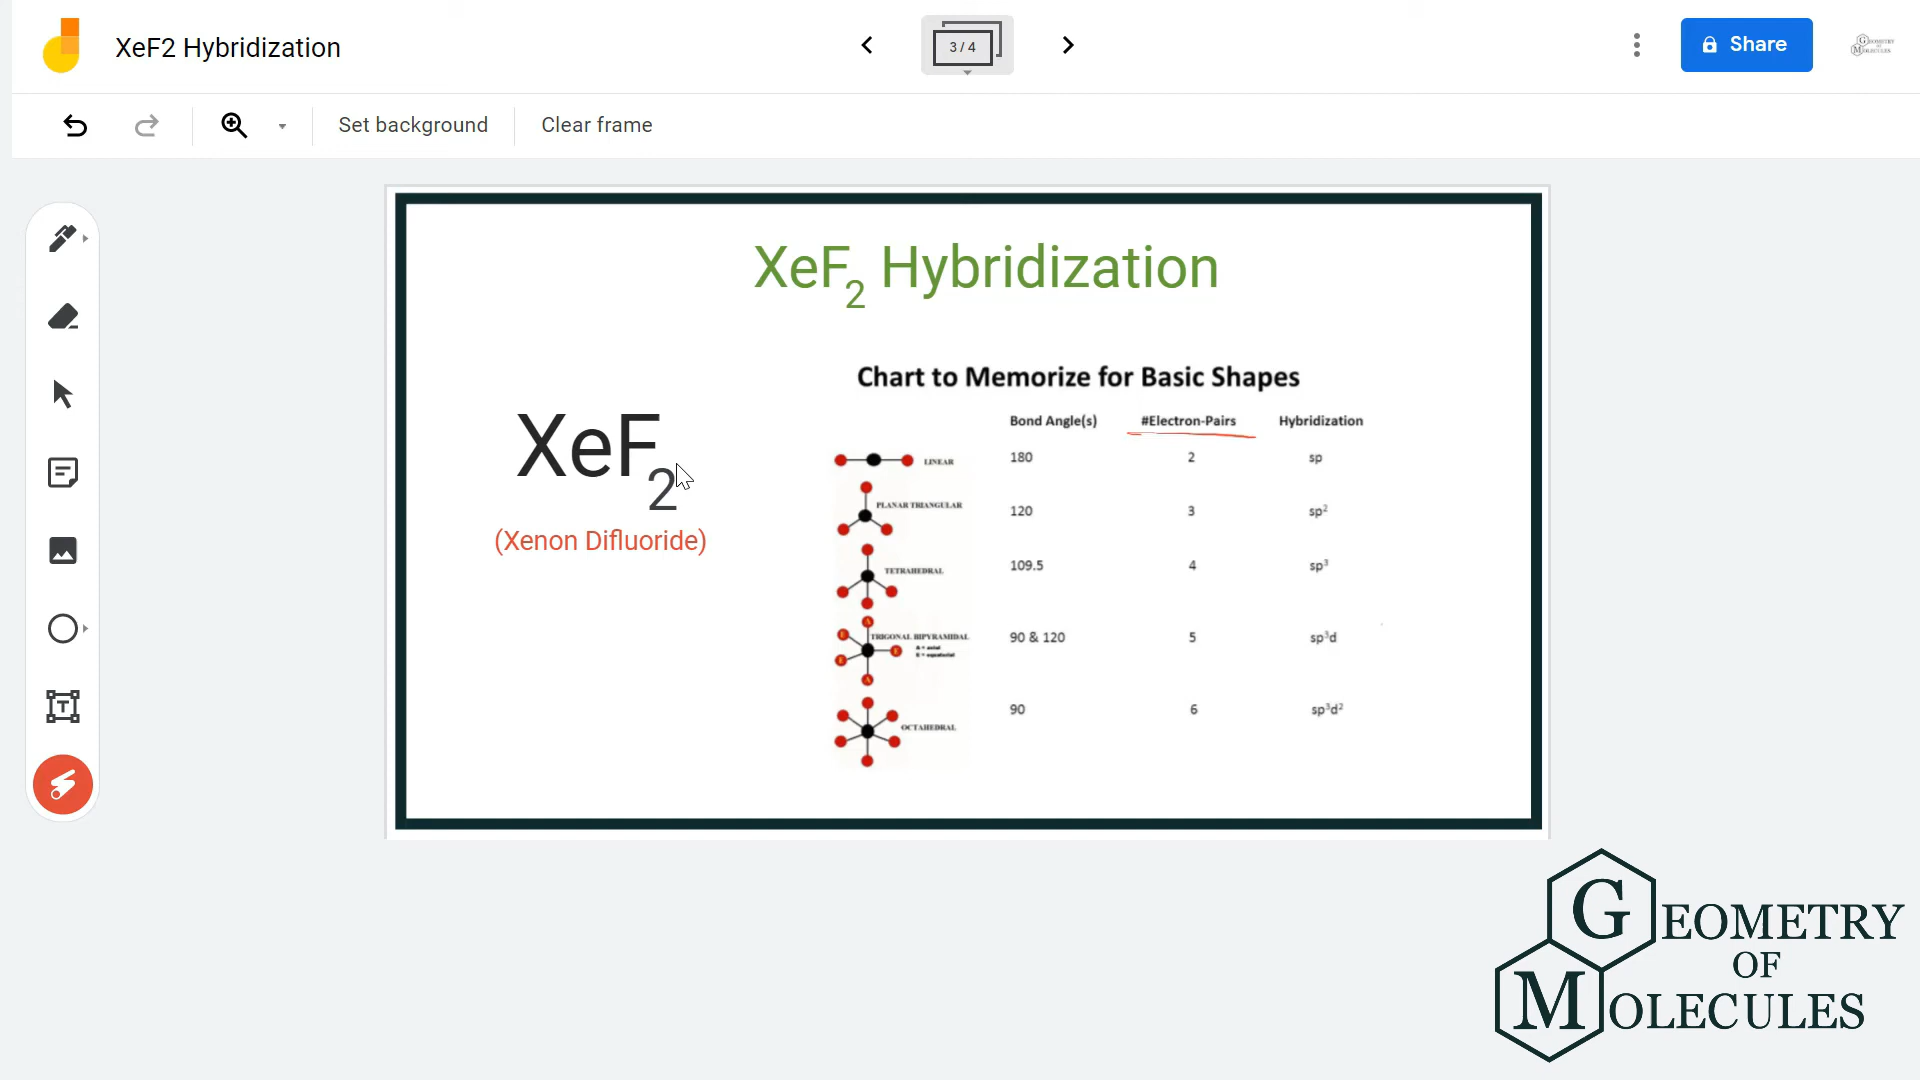 XeF2 Hybridization
3 / 4
Share
Set background
Clear frame
XeF₂ Hybridization
XeF₂
(Xenon Difluoride)
Chart to Memorize for Basic Shapes
Bond Angle(s) #Electron-Pairs Hybridization
LINEAR 180 2 sp
PLANAR TRIANGULAR 120 3 sp²
TETRAHEDRAL 109.5 4 sp³
TRIGONAL BIPYRAMIDAL 90 & 120 5 sp³d
A = axial
E = equatorial
A
E
E
E
A
OCTAHEDRAL 90 6 sp³d²
GEOMETRY
OF
MOLECULES